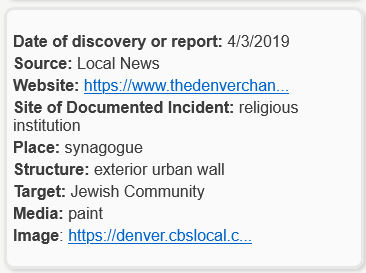 Date of discovery or report: 4/3/2019
Source: Local News
Website: https://www.thedenverchan...
Site of Documented Incident: religious
institution
Place: synagogue
Structure: exterior urban wall
Target: Jewish Community
Media: paint
Image: https://denver.cbslocal.c...